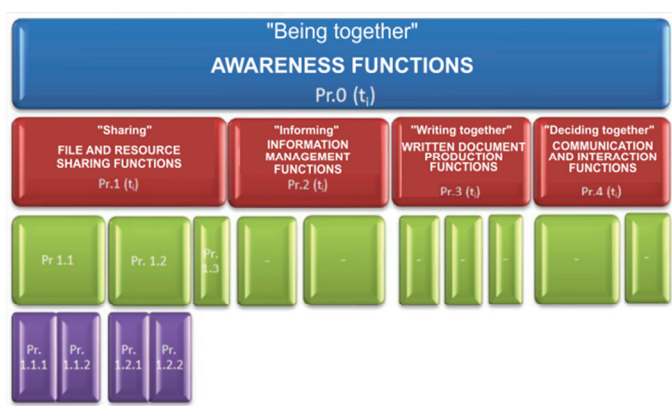 "Being together"
AWARENESS FUNCTIONS
Pr.0 (ti)
"Sharing"
FILE AND RESOURCE
SHARING FUNCTIONS
Pr.1 (ti)
"Informing"
INFORMATION
MANAGEMENT
FUNCTIONS
Pr.2 (ti)
"Writing together"
WRITTEN DOCUMENT
PRODUCTION
FUNCTIONS
Pr.3 (ti)
"Deciding together"
COMMUNICATION
AND INTERACTION
FUNCTIONS
Pr.4 (ti)
Pr 1.1
Pr. 1.2
Pr.
1.3
-
-
-
-
-
-
-
Pr.
1.1.1
Pr.
1.1.2
Pr.
1.2.1
Pr.
1.2.2